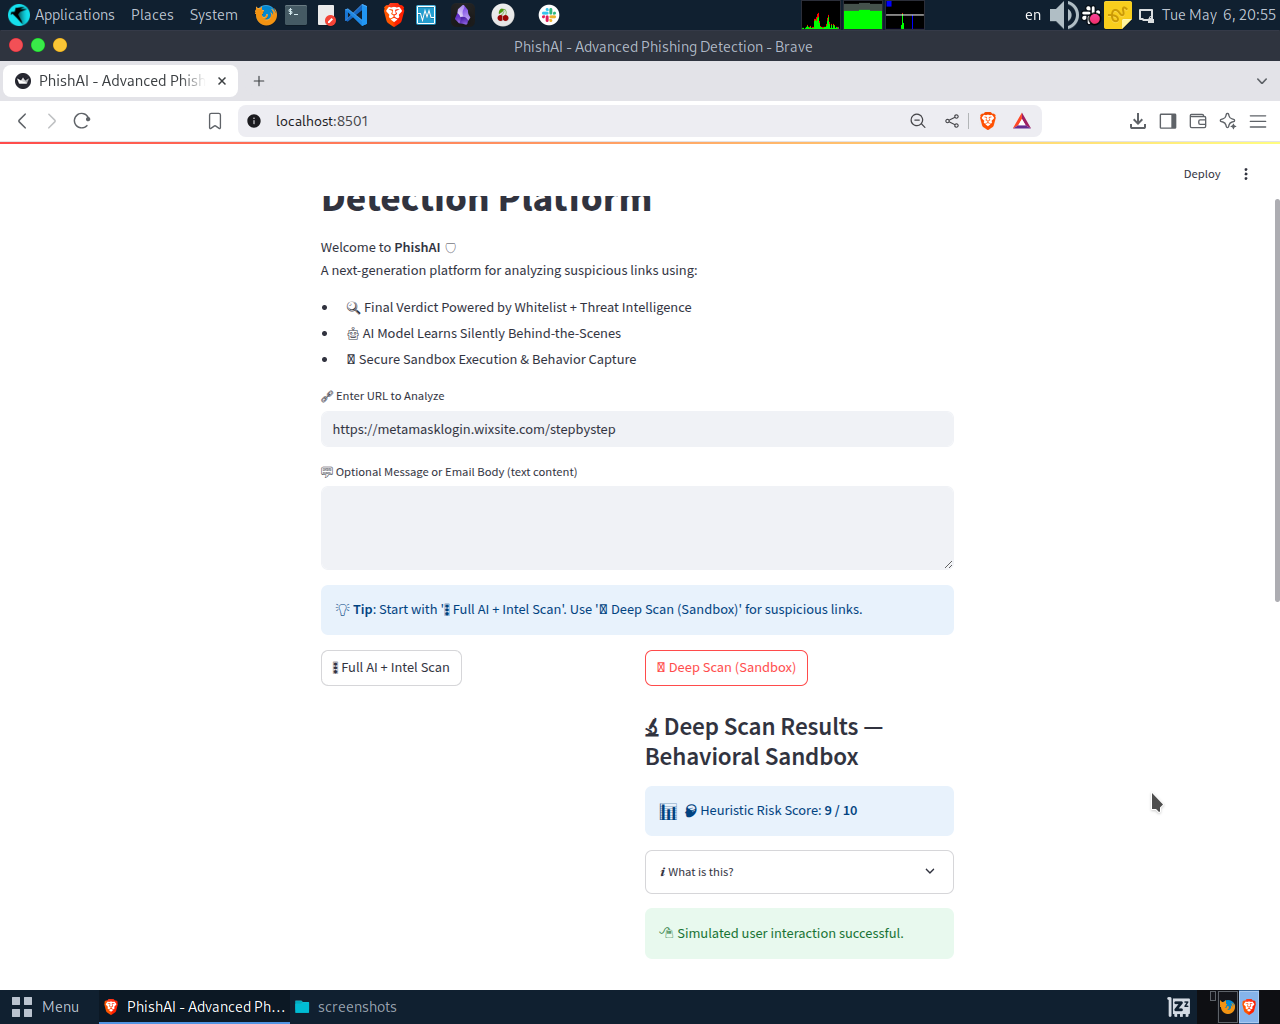 Applications Places System en Tue May 6, 20:55
PhishAI - Advanced Phishing Detection - Brave
PhishAI - Advanced Phish
localhost:8501
Deploy
Detection Platform
Welcome to PhishAI
A next-generation platform for analyzing suspicious links using:
• Final Verdict Powered by Whitelist + Threat Intelligence
• AI Model Learns Silently Behind-the-Scenes
• Secure Sandbox Execution & Behavior Capture
Enter URL to Analyze
https://metamasklogin.wixsite.com/stepbystep
Optional Message or Email Body (text content)
Tip: Start with 'Full AI + Intel Scan'. Use 'Deep Scan (Sandbox)' for suspicious links.
Full AI + Intel Scan
Deep Scan (Sandbox)
Deep Scan Results —
Behavioral Sandbox
Heuristic Risk Score: 9 / 10
What is this?
Simulated user interaction successful.
Menu PhishAI - Advanced Ph... screenshots